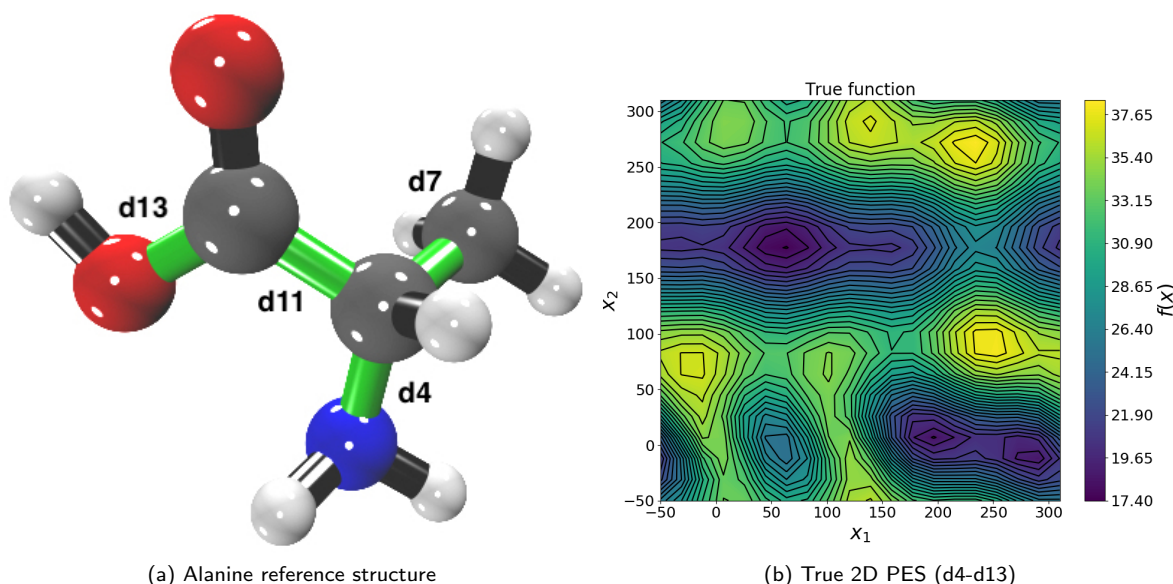 d7
d13
d11
d4
(a) Alanine reference structure
True function
300
250
200
150
100
50
0
−50
−50
0
50
100
150
200
250
300
x₂
x₁
37.65
35.40
33.15
30.90
28.65
26.40
24.15
21.90
19.65
17.40
f(x)
(b) True 2D PES (d4-d13)